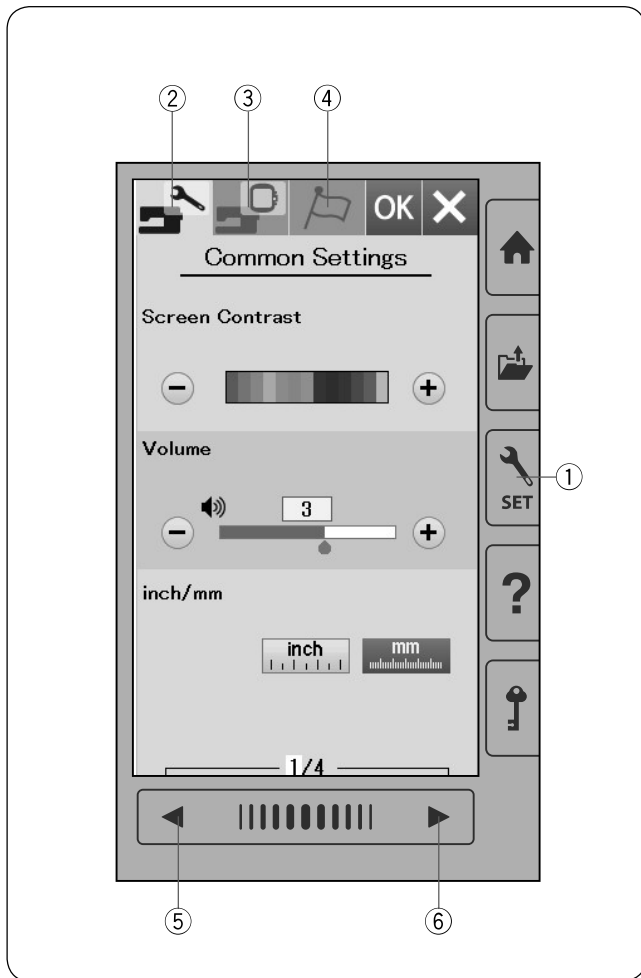 ② ③ ④
OK
Common Settings
Screen Contrast
Volume
3
①
SET
inch/mm
inch mm
?
1/4
⑤ ⑥